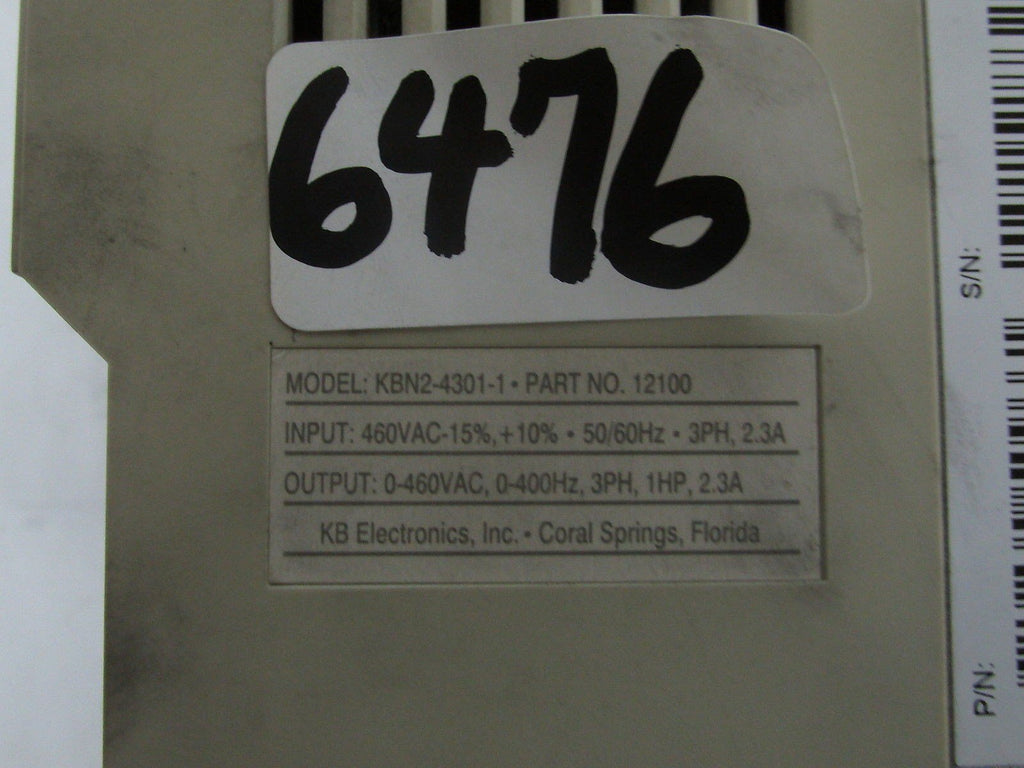 6476
MODEL: KBN2-4301-1 • PART NO. 12100
INPUT: 460VAC-15%,+10% • 50/60Hz • 3PH, 2.3A
OUTPUT: 0-460VAC, 0-400Hz, 3PH, 1HP, 2.3A
KB Electronics, Inc. • Coral Springs, Florida
S/N:
P/N: